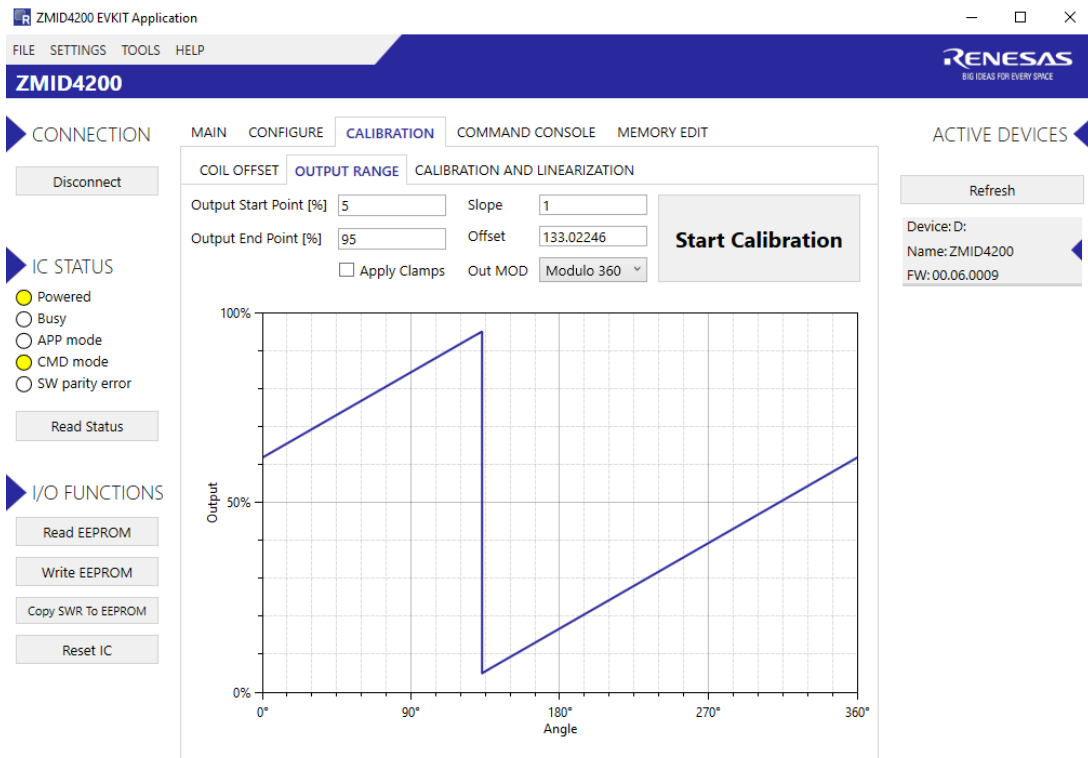 ZMID4200 EVKIT Application
FILE SETTINGS TOOLS HELP
RENESAS
BIG IDEAS FOR EVERY SPACE
ZMID4200
CONNECTION
Disconnect
IC STATUS
Powered
Busy
APP mode
CMD mode
SW parity error
Read Status
I/O FUNCTIONS
Read EEPROM
Write EEPROM
Copy SWR To EEPROM
Reset IC
MAIN CONFIGURE CALIBRATION COMMAND CONSOLE MEMORY EDIT
COIL OFFSET OUTPUT RANGE CALIBRATION AND LINEARIZATION
Output Start Point [%] 5 Slope 1
Output End Point [%] 95 Offset 133.02246
Apply Clamps Out MOD Modulo 360
Start Calibration
100%
50%
0%
Output
0° 90° 180° 270° 360°
Angle
ACTIVE DEVICES
Refresh
Device: D:
Name: ZMID4200
FW: 00.06.0009